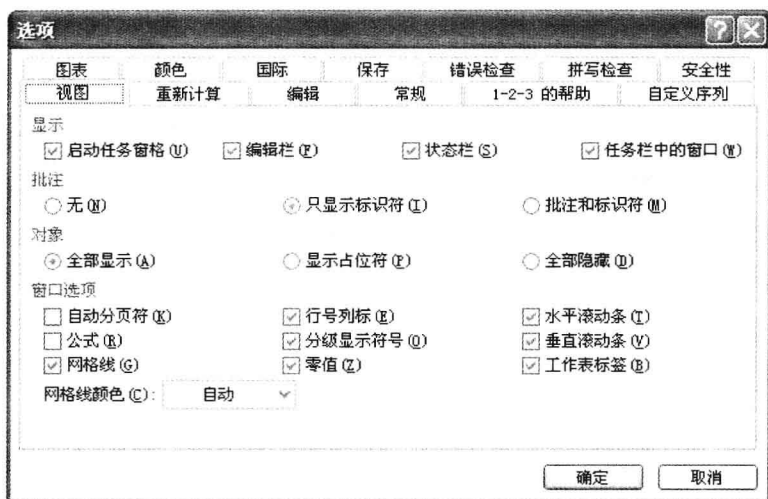 选项
图表 颜色 国际 保存 错误检查 拼写检查 安全性
视图 重新计算 编辑 常规 1-2-3 的帮助 自定义序列
显示
启动任务窗格(U) 编辑栏(F) 状态栏(S) 任务栏中的窗口(W)
批注
无(N) 只显示标识符(I) 批注和标识符(M)
对象
全部显示(A) 显示占位符(P) 全部隐藏(D)
窗口选项
自动分页符(K) 行号列标(E) 水平滚动条(T)
公式(R) 分级显示符号(O) 垂直滚动条(V)
网格线(G) 零值(Z) 工作表标签(B)
网格线颜色(C): 自动
确定 取消